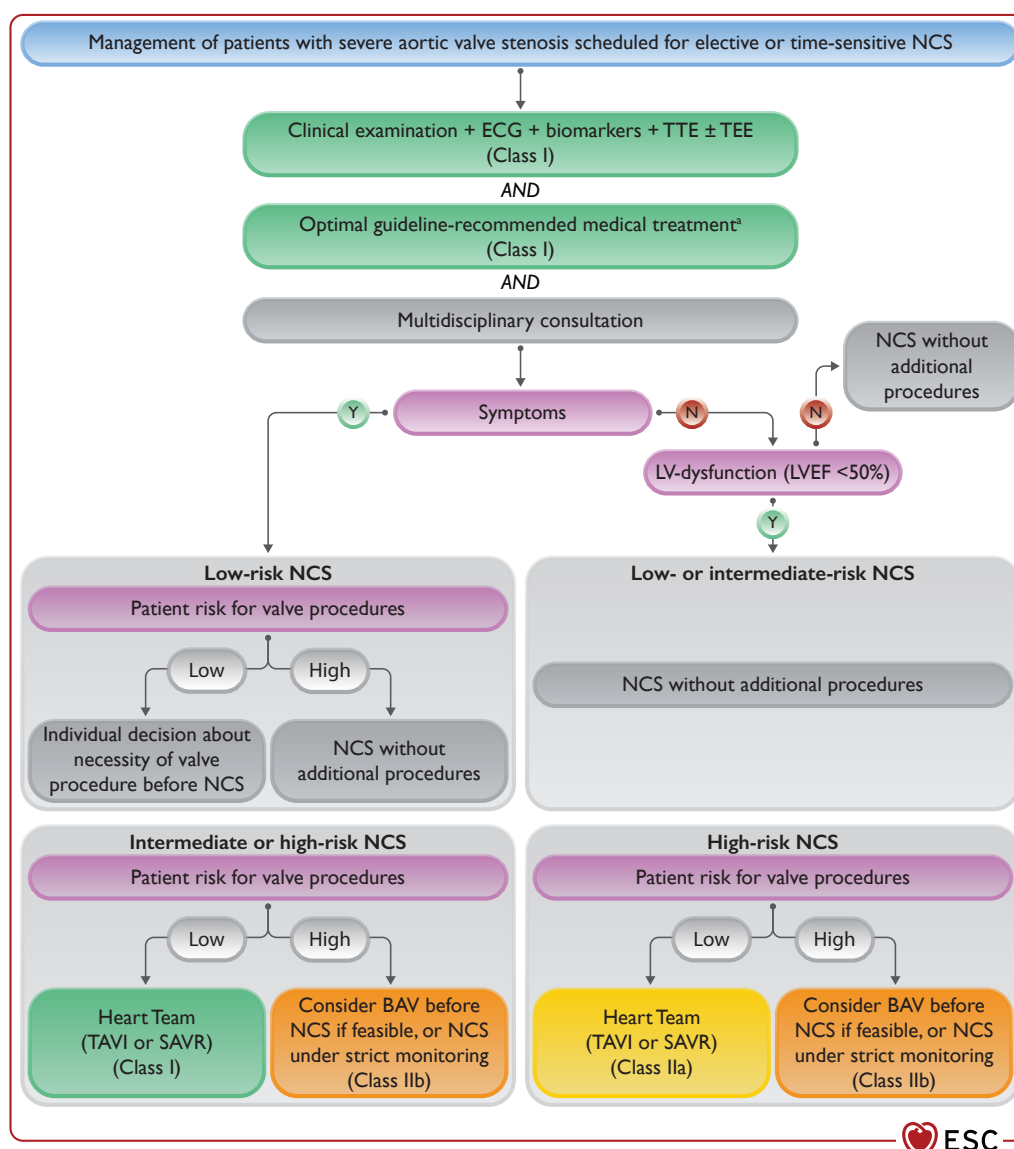 Management of patients with severe aortic valve stenosis scheduled for elective or time-sensitive NCS
Clinical examination + ECG + biomarkers + TTE ± TEE
(Class I)
AND
Optimal guideline-recommended medical treatmentᵃ
(Class I)
AND
Multidisciplinary consultation
NCS without
additional
procedures
Y
Symptoms
N
N
LV-dysfunction (LVEF <50%)
Y
Low-risk NCS
Patient risk for valve procedures
Low
High
Individual decision about
necessity of valve
procedure before NCS
NCS without
additional procedures
Low- or intermediate-risk NCS
NCS without additional procedures
Intermediate or high-risk NCS
Patient risk for valve procedures
Low
High
Heart Team
(TAVI or SAVR)
(Class I)
Consider BAV before
NCS if feasible, or NCS
under strict monitoring
(Class IIb)
High-risk NCS
Patient risk for valve procedures
Low
High
Heart Team
(TAVI or SAVR)
(Class IIa)
Consider BAV before
NCS if feasible, or NCS
under strict monitoring
(Class IIb)
ESC